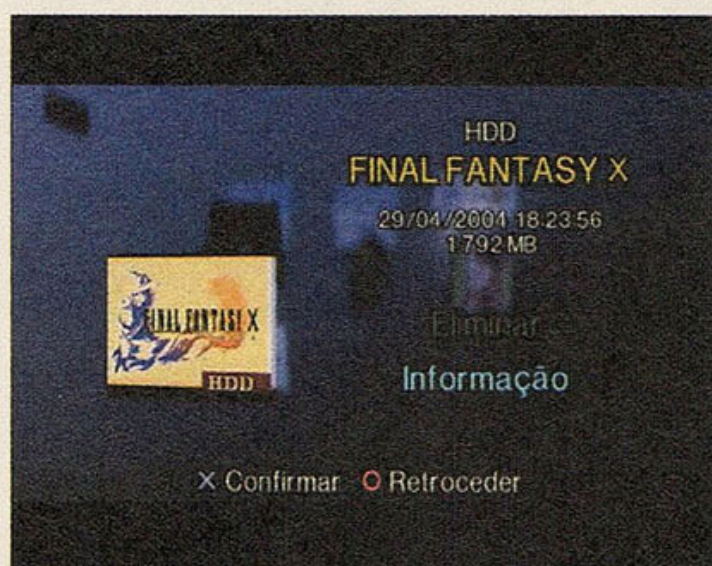 HDD
FINAL FANTASY X
29/04/2004 18:23:56
1792 MB
FINAL FANTASY X
HDD
Eliminar
Informação
X Confirmar O Retroceder